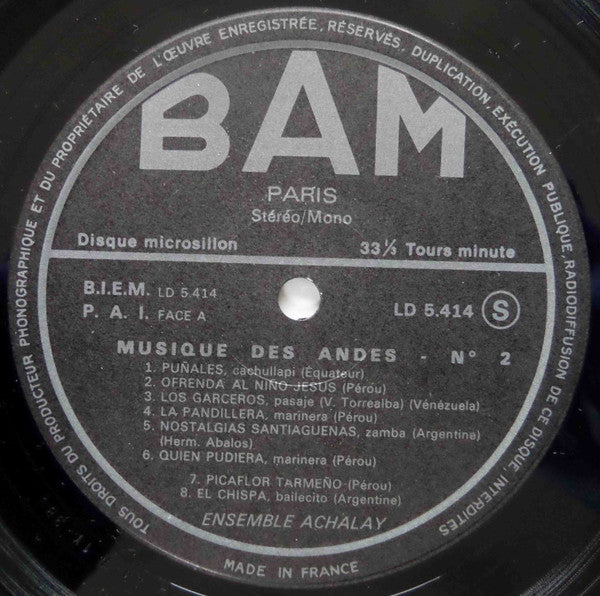 TOUS DROITS DU PRODUCTEUR PHONOGRAPHIQUE ET DU PROPRIÉTAIRE DE L'ŒUVRE ENREGISTRÉE, RÉSERVÉS, DUPLICATION, EXÉCUTION PUBLIQUE, RADIODIFFUSION DE CE DISQUE, INTERDITES
BAM
PARIS
Stéréo/Mono
Disque microsillon 33⅓ Tours minute
B.I.E.M. LD 5.414
P. A. I. FACE A
LD 5.414 S
MUSIQUE DES ANDES - N° 2
1. PUÑALES, cachullapi (Equateur)
2. OFRENDA AL NIÑO JESUS (Pérou)
3. LOS GARCEROS, pasaje (V. Torrealba) (Vénézuela)
4. LA PANDILLERA, marinera (Pérou)
5. NOSTALGIAS SANTIAGUENAS, zamba (Argentine)
(Herm. Abalos)
6. QUIEN PUDIERA, marinera (Pérou)
7. PICAFLOR TARMEÑO (Pérou)
8. EL CHISPA, bailecito (Argentine)
ENSEMBLE ACHALAY
MADE IN FRANCE